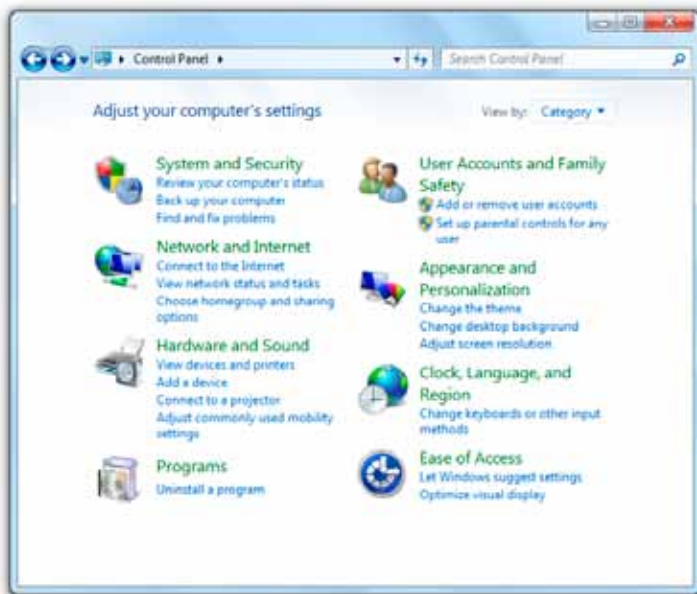 Control Panel
Search Control Panel
Adjust your computer's settings
View by: Category
System and Security
Review your computer's status
Back up your computer
Find and fix problems
Network and Internet
Connect to the Internet
View network status and tasks
Choose homegroup and sharing
options
Hardware and Sound
View devices and printers
Add a device
Connect to a projector
Adjust commonly used mobility
settings
Programs
Uninstall a program
User Accounts and Family
Safety
Add or remove user accounts
Set up parental controls for any
user
Appearance and
Personalization
Change the theme
Change desktop background
Adjust screen resolution
Clock, Language, and
Region
Change keyboards or other input
methods
Ease of Access
Let Windows suggest settings
Optimize visual display